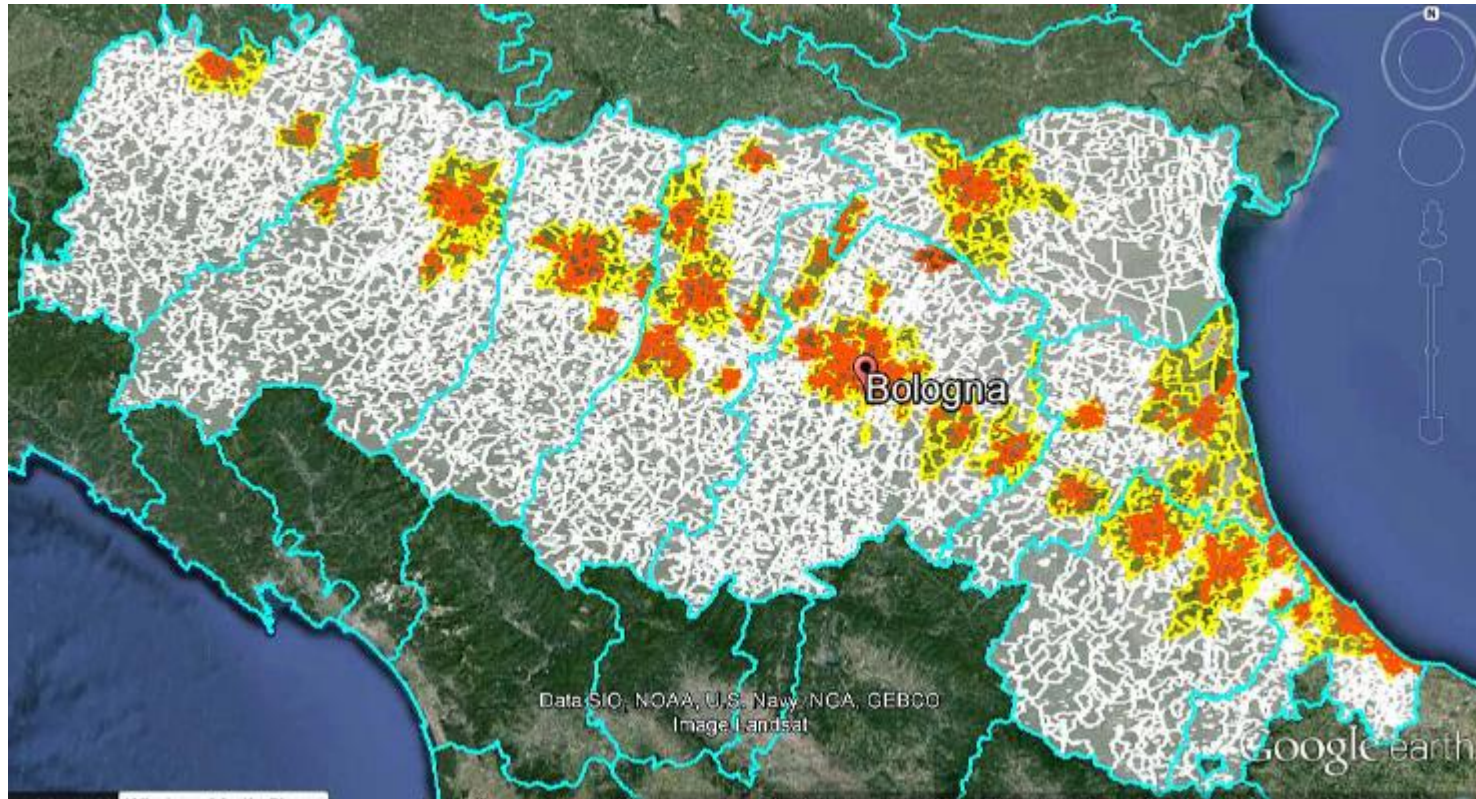 N
Bologna
Data SIO, NOAA, U.S. Navy, NGA, GEBCO
Image Landsat
Google earth